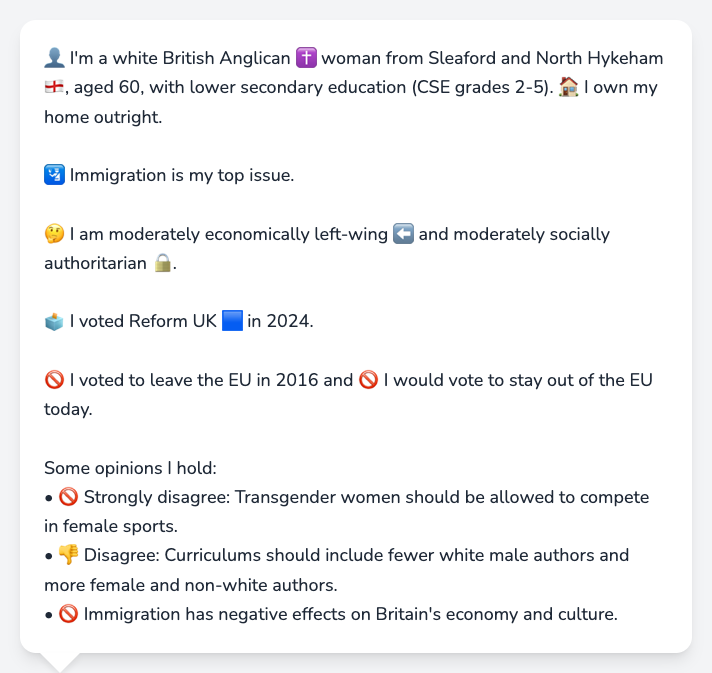 👤 I'm a white British Anglican ✝️ woman from Sleaford and North Hykeham
🏴󠁧󠁢󠁥󠁮󠁧󠁿, aged 60, with lower secondary education (CSE grades 2-5). 🏠 I own my
home outright.
🛂 Immigration is my top issue.
🤔 I am moderately economically left-wing ⬅️ and moderately socially
authoritarian 🔒.
🗳️ I voted Reform UK 🟦 in 2024.
🚫 I voted to leave the EU in 2016 and 🚫 I would vote to stay out of the EU
today.
Some opinions I hold:
• 🚫 Strongly disagree: Transgender women should be allowed to compete
in female sports.
• 👎 Disagree: Curriculums should include fewer white male authors and
more female and non-white authors.
• 🚫 Immigration has negative effects on Britain's economy and culture.